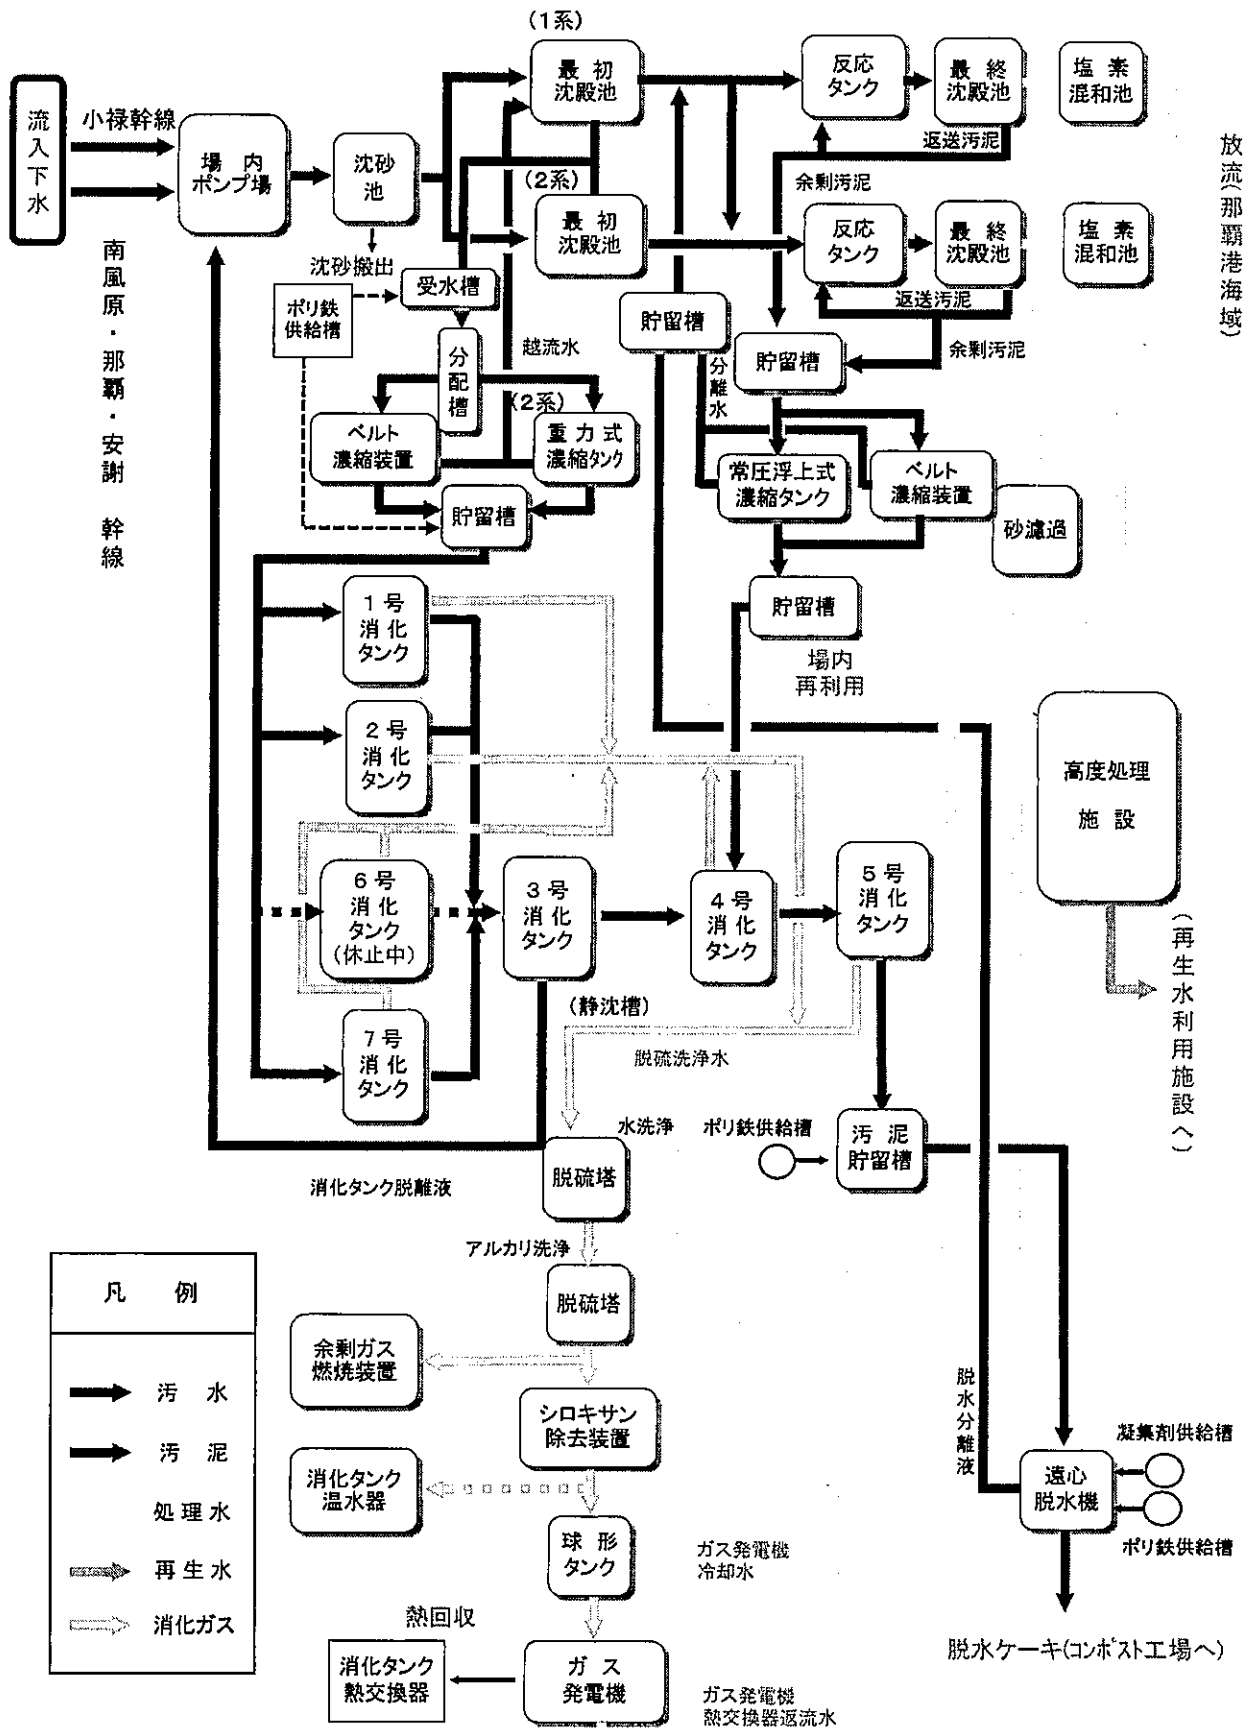 (1系)
流入下水
小禄幹線
南風原・那覇・安謝 幹線
場 内
ポンプ場
沈砂
池
沈砂搬出
最 初
沈殿池
反応
タンク
最 終
沈殿池
塩 素
混和池
返送汚泥
余剰汚泥
(2系)
最 初
沈殿池
反応
タンク
最 終
沈殿池
塩 素
混和池
返送汚泥
余剰汚泥
放流(那覇港海域)
ポリ鉄
供給槽
受水槽
分配槽
越流水
(2系)
ベルト
濃縮装置
重力式
濃縮タンク
貯留槽
貯留槽
分離水
貯留槽
常圧浮上式
濃縮タンク
ベルト
濃縮装置
砂濾過
貯留槽
場内
再利用
1号
消化
タンク
2号
消化
タンク
6号
消化
タンク
(休止中)
7号
消化
タンク
3号
消化
タンク
(静沈槽)
4号
消化
タンク
5号
消化
タンク
高度処理
施 設
(再生水利用施設へ)
脱硫洗浄水
水洗浄
ポリ鉄供給槽
汚 泥
貯留槽
消化タンク脱離液
脱硫塔
アルカリ洗浄
脱硫塔
余剰ガス
燃焼装置
シロキサン
除去装置
消化タンク
温水器
球 形
タンク
ガス発電機
冷却水
熱回収
消化タンク
熱交換器
ガ ス
発電機
ガス発電機
熱交換器返流水
脱水分離液
遠心
脱水機
凝集剤供給槽
ポリ鉄供給槽
脱水ケーキ(コンポスト工場へ)
凡 例
汚 水
汚 泥
処理水
再生水
消化ガス